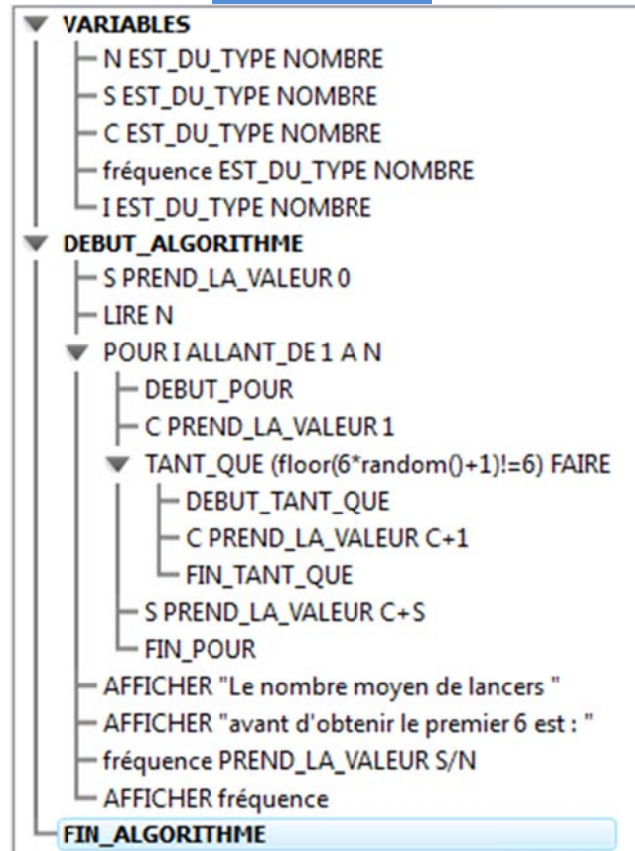 VARIABLES
N EST_DU_TYPE NOMBRE
S EST_DU_TYPE NOMBRE
C EST_DU_TYPE NOMBRE
fréquence EST_DU_TYPE NOMBRE
I EST_DU_TYPE NOMBRE
DEBUT_ALGORITHME
S PREND_LA_VALEUR 0
LIRE N
POUR I ALLANT_DE 1 A N
DEBUT_POUR
C PREND_LA_VALEUR 1
TANT_QUE (floor(6*random()+1)!=6) FAIRE
DEBUT_TANT_QUE
C PREND_LA_VALEUR C+1
FIN_TANT_QUE
S PREND_LA_VALEUR C+S
FIN_POUR
AFFICHER "Le nombre moyen de lancers "
AFFICHER "avant d'obtenir le premier 6 est : "
fréquence PREND_LA_VALEUR S/N
AFFICHER fréquence
FIN_ALGORITHME